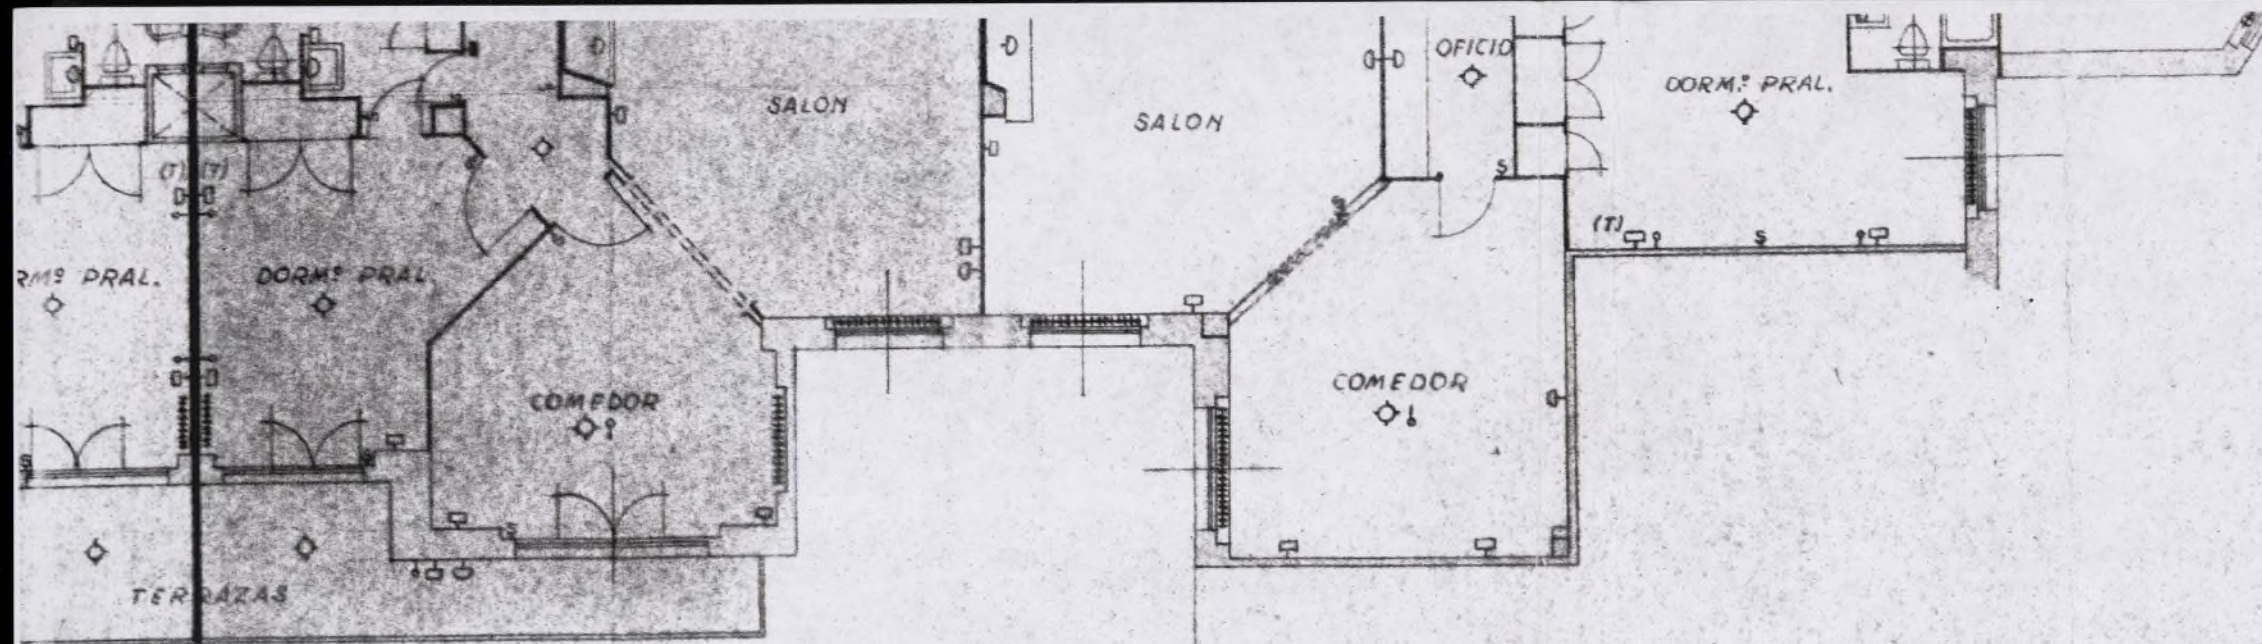 OFICIO
DORM.º PRAL.
SALON
SALON
(T) (T)
S
(T)
S
RMº PRAL.
DORMº PRAL
COMEDOR
COMEDOR
TERRAZAS